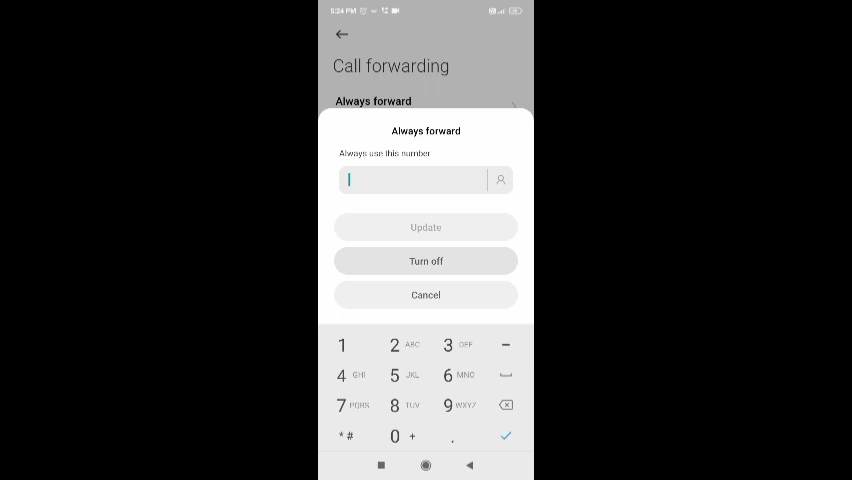 5:24 PM
Call forwarding
Always forward
Always forward
Always use this number
Update
Turn off
Cancel
1 2 ABC 3 DEF -
4 GHI 5 JKL 6 MNO
7 PQRS 8 TUV 9 WXYZ
* # 0 + .